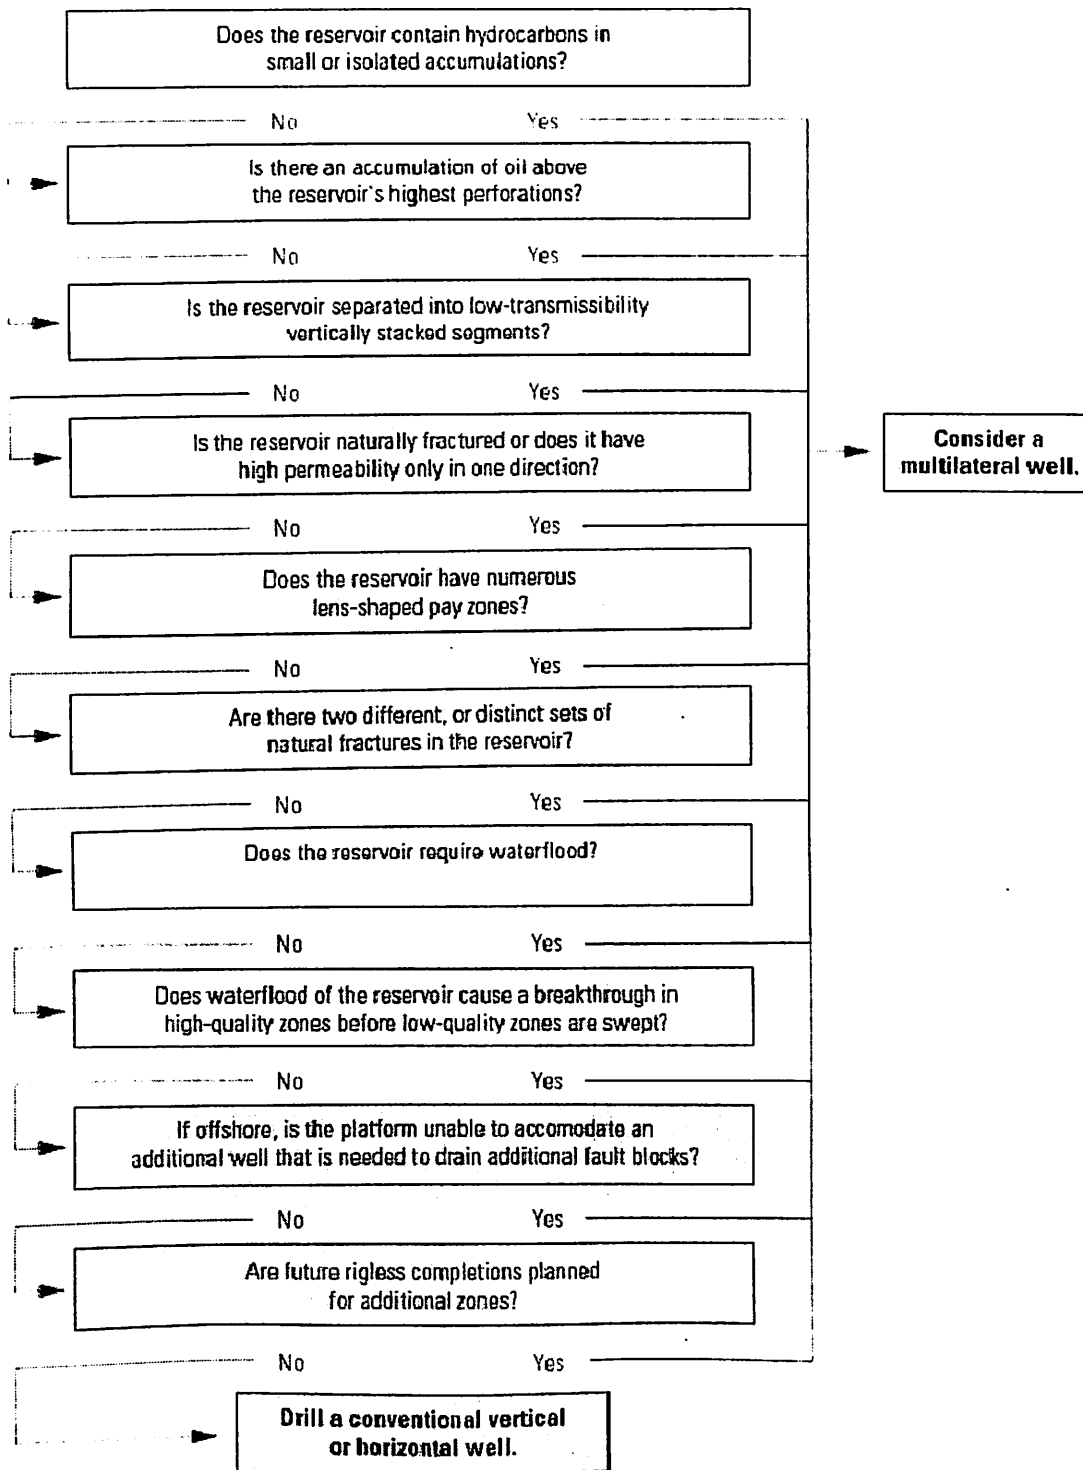 Does the reservoir contain hydrocarbons in
small or isolated accumulations?
No Yes
Is there an accumulation of oil above
the reservoir's highest perforations?
No Yes
Is the reservoir separated into low-transmissibility
vertically stacked segments?
No Yes
Is the reservoir naturally fractured or does it have
high permeability only in one direction?
Consider a
multilateral well.
No Yes
Does the reservoir have numerous
lens-shaped pay zones?
No Yes
Are there two different, or distinct sets of
natural fractures in the reservoir?
No Yes
Does the reservoir require waterflood?
No Yes
Does waterflood of the reservoir cause a breakthrough in
high-quality zones before low-quality zones are swept?
No Yes
If offshore, is the platform unable to accomodate an
additional well that is needed to drain additional fault blocks?
No Yes
Are future rigless completions planned
for additional zones?
No Yes
Drill a conventional vertical
or horizontal well.